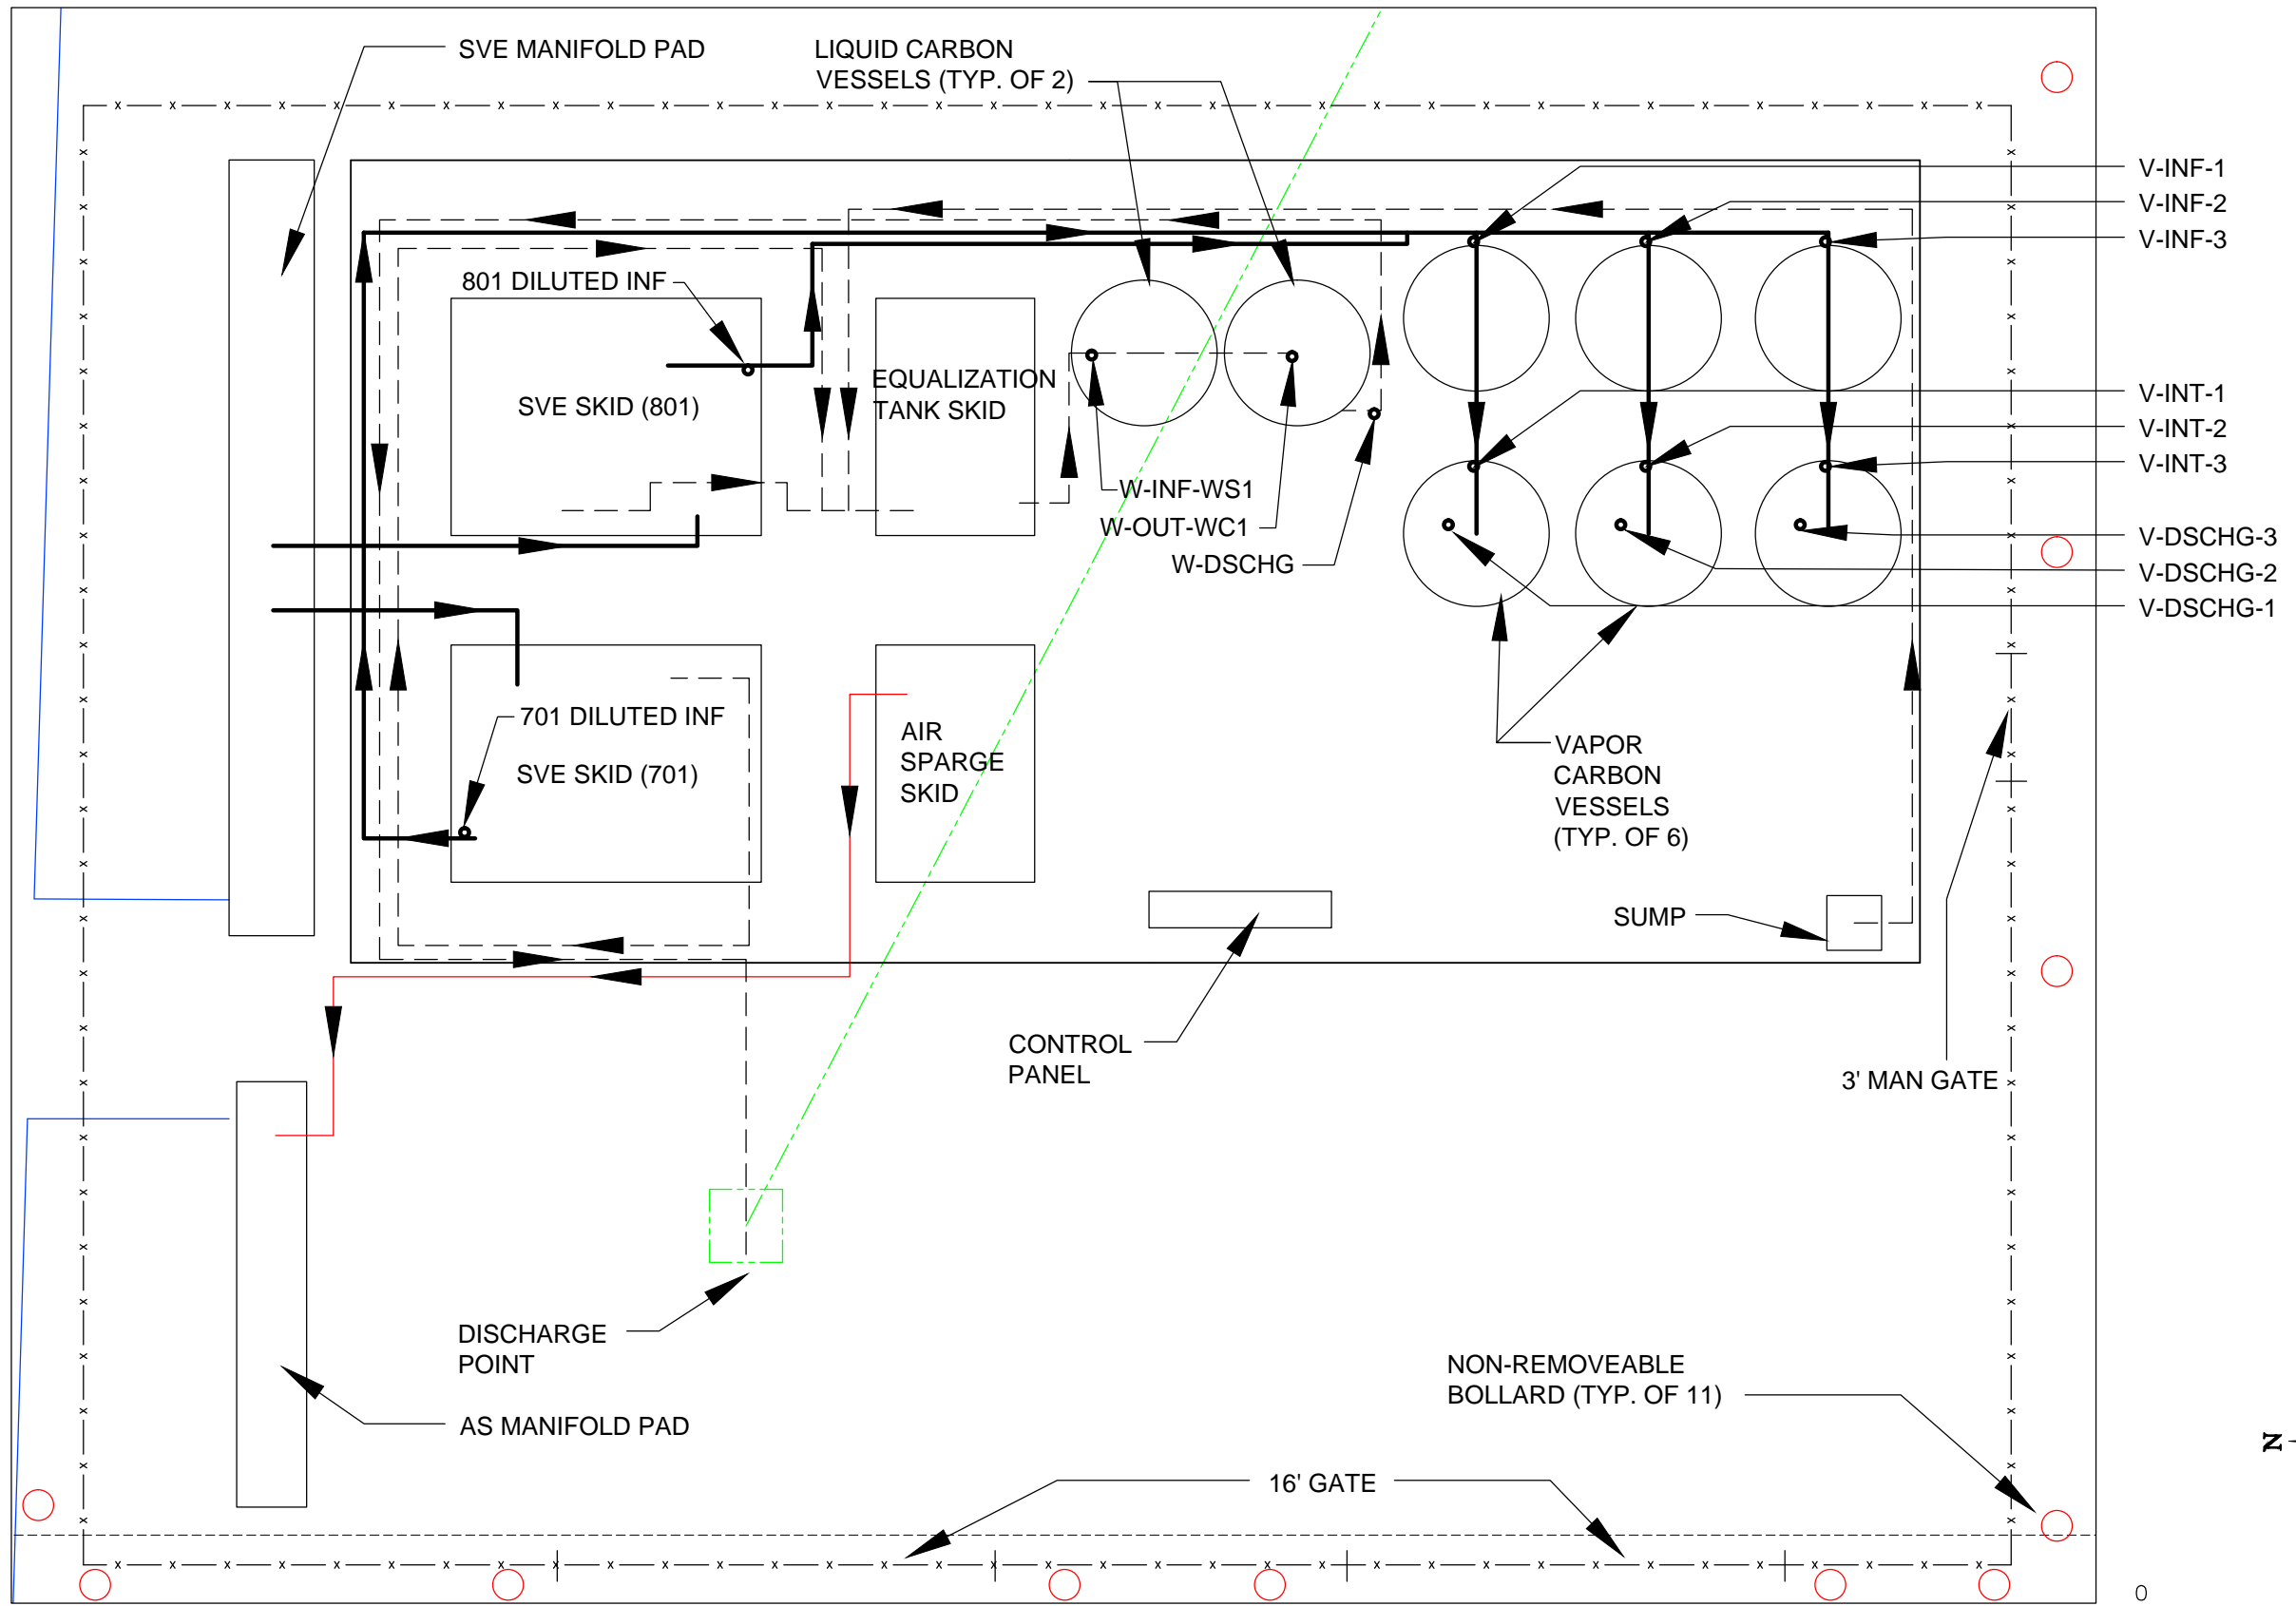 SVE MANIFOLD PAD
LIQUID CARBON
VESSELS (TYP. OF 2)
V-INF-1
V-INF-2
V-INF-3
801 DILUTED INF
SVE SKID (801)
EQUALIZATION
TANK SKID
V-INT-1
V-INT-2
V-INT-3
W-INF-WS1
W-OUT-WC1
W-DSCHG
V-DSCHG-3
V-DSCHG-2
V-DSCHG-1
701 DILUTED INF
SVE SKID (701)
AIR
SPARGE
SKID
VAPOR
CARBON
VESSELS
(TYP. OF 6)
SUMP
CONTROL
PANEL
3' MAN GATE
DISCHARGE
POINT
NON-REMOVEABLE
BOLLARD (TYP. OF 11)
AS MANIFOLD PAD
N
16' GATE
0